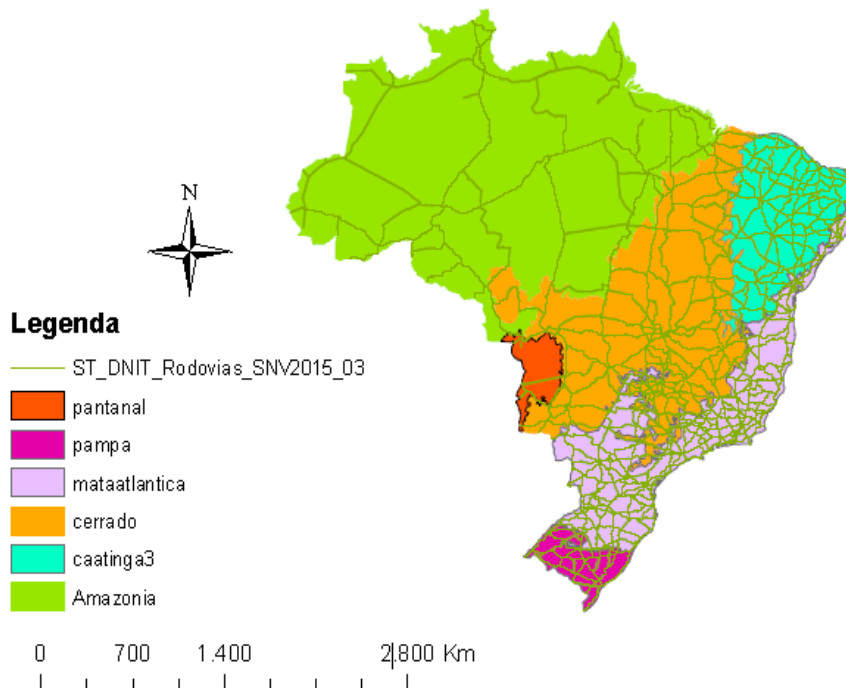 N
Legenda
ST_DNIT_Rodovias_SNV2015_03
pantanal
pampa
mataatlantica
cerrado
caatinga3
Amazonia
0 700 1.400 2.800 Km